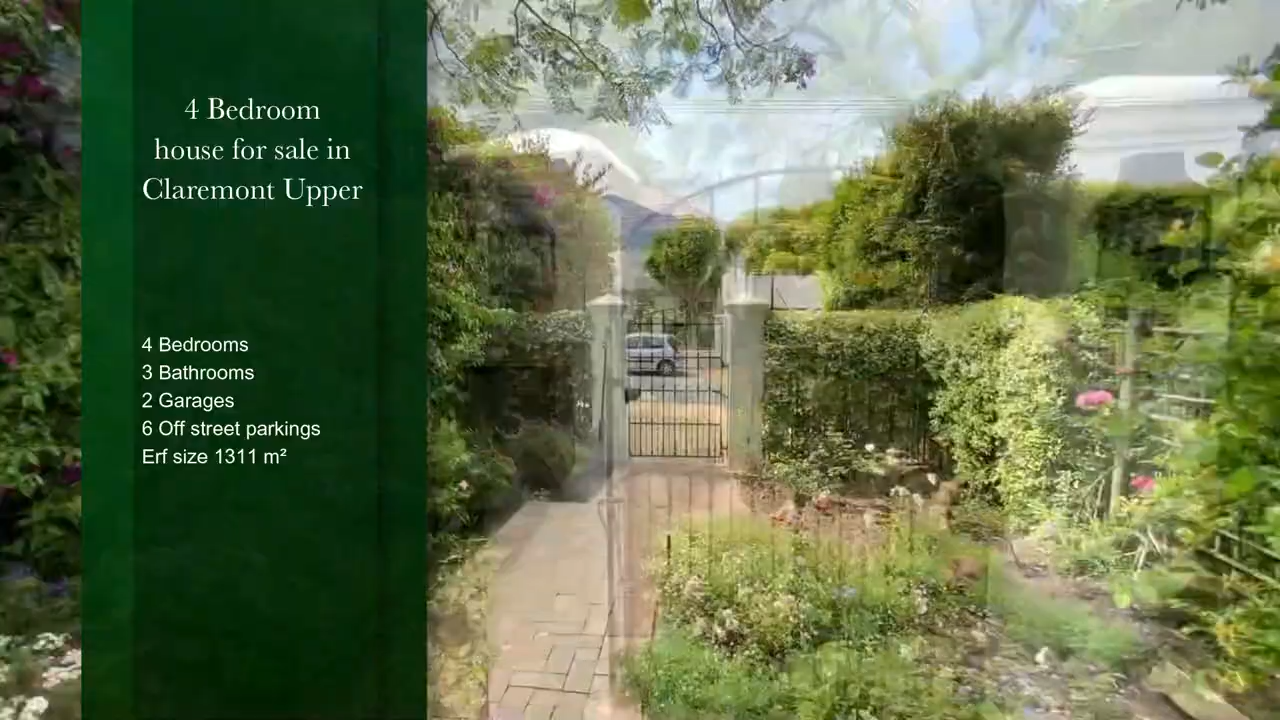 4 Bedroom
house for sale in
Claremont Upper
4 Bedrooms
3 Bathrooms
2 Garages
6 Off street parkings
Erf size 1311 m²